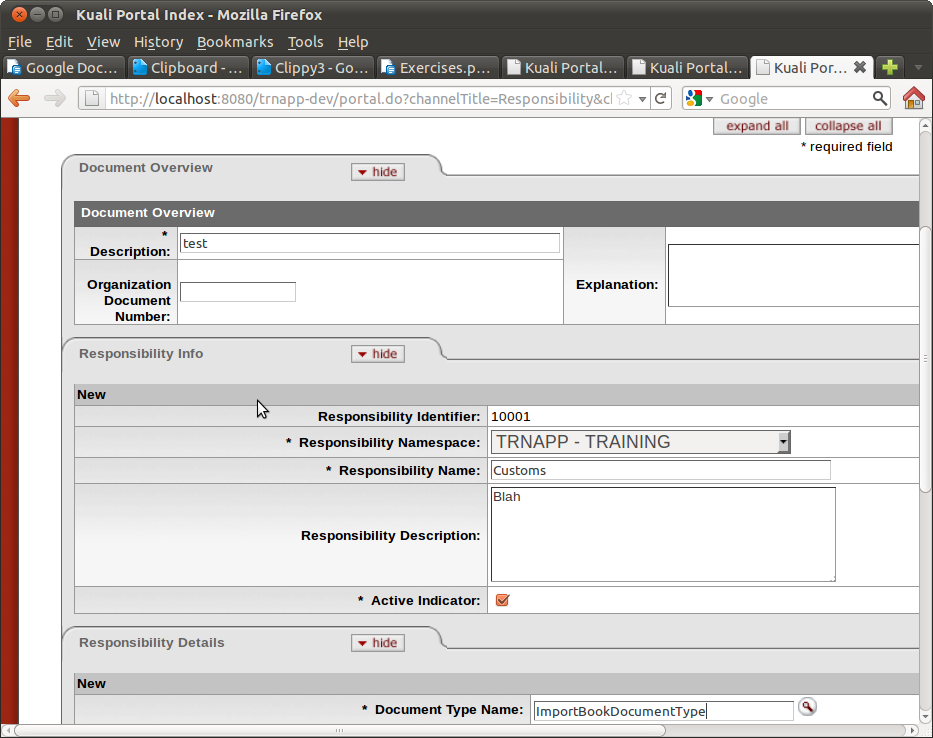 Kuali Portal Index - Mozilla Firefox
File Edit View History Bookmarks Tools Help
Google Doc... Clipboard - ... Clippy3 - Go... Exercises.p... Kuali Portal... Kuali Portal... Kuali Por...
http://localhost:8080/trnapp-dev/portal.do?channelTitle=Responsibility&cl Google
expand all collapse all
* required field
Document Overview hide
Document Overview
* Description: test
Organization Document Number:
Explanation:
Responsibility Info hide
New
Responsibility Identifier: 10001
* Responsibility Namespace: TRNAPP - TRAINING
* Responsibility Name: Customs
Responsibility Description: Blah
* Active Indicator:
Responsibility Details hide
New
* Document Type Name: ImportBookDocumentType